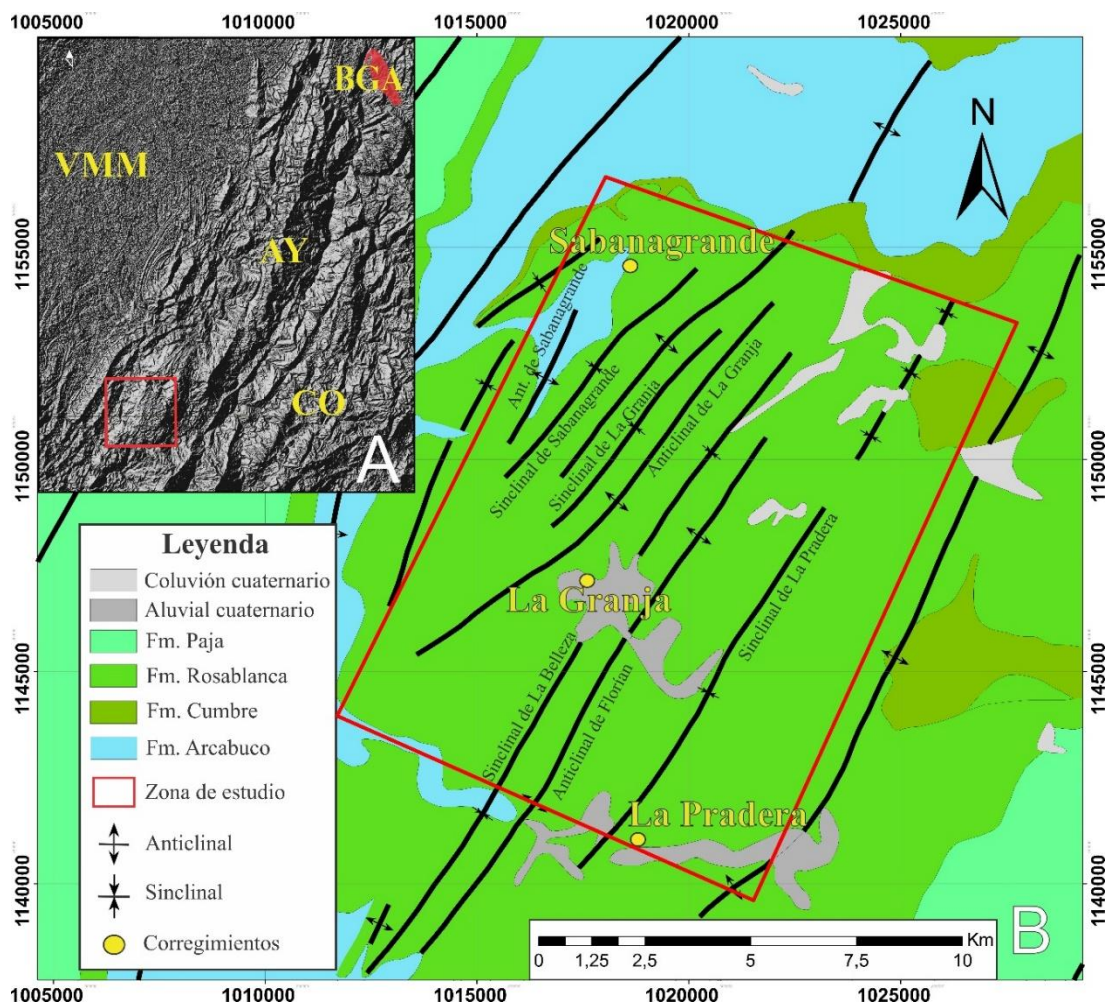 1005000 1010000 1015000 1020000 1025000
BGA
VMM
AY
CO
A
N
1155000
1150000
1145000
1140000
1155000
1150000
1145000
1140000
Sabanagrande
Ant. de Sabanagrande
Sinclinal de Sabanagrande
Sinclinal de La Granja
Anticlinal de La Granja
La Granja
Sinclinal de La Belleza
Anticlinal de Florían
Sinclinal de La Pradera
La Pradera
Leyenda
Coluvión cuaternario
Aluvial cuaternario
Fm. Paja
Fm. Rosablanca
Fm. Cumbre
Fm. Arcabuco
Zona de estudio
Anticlinal
Sinclinal
Corregimientos
B
Km
0 1,25 2,5 5 7,5 10
1005000 1010000 1015000 1020000 1025000